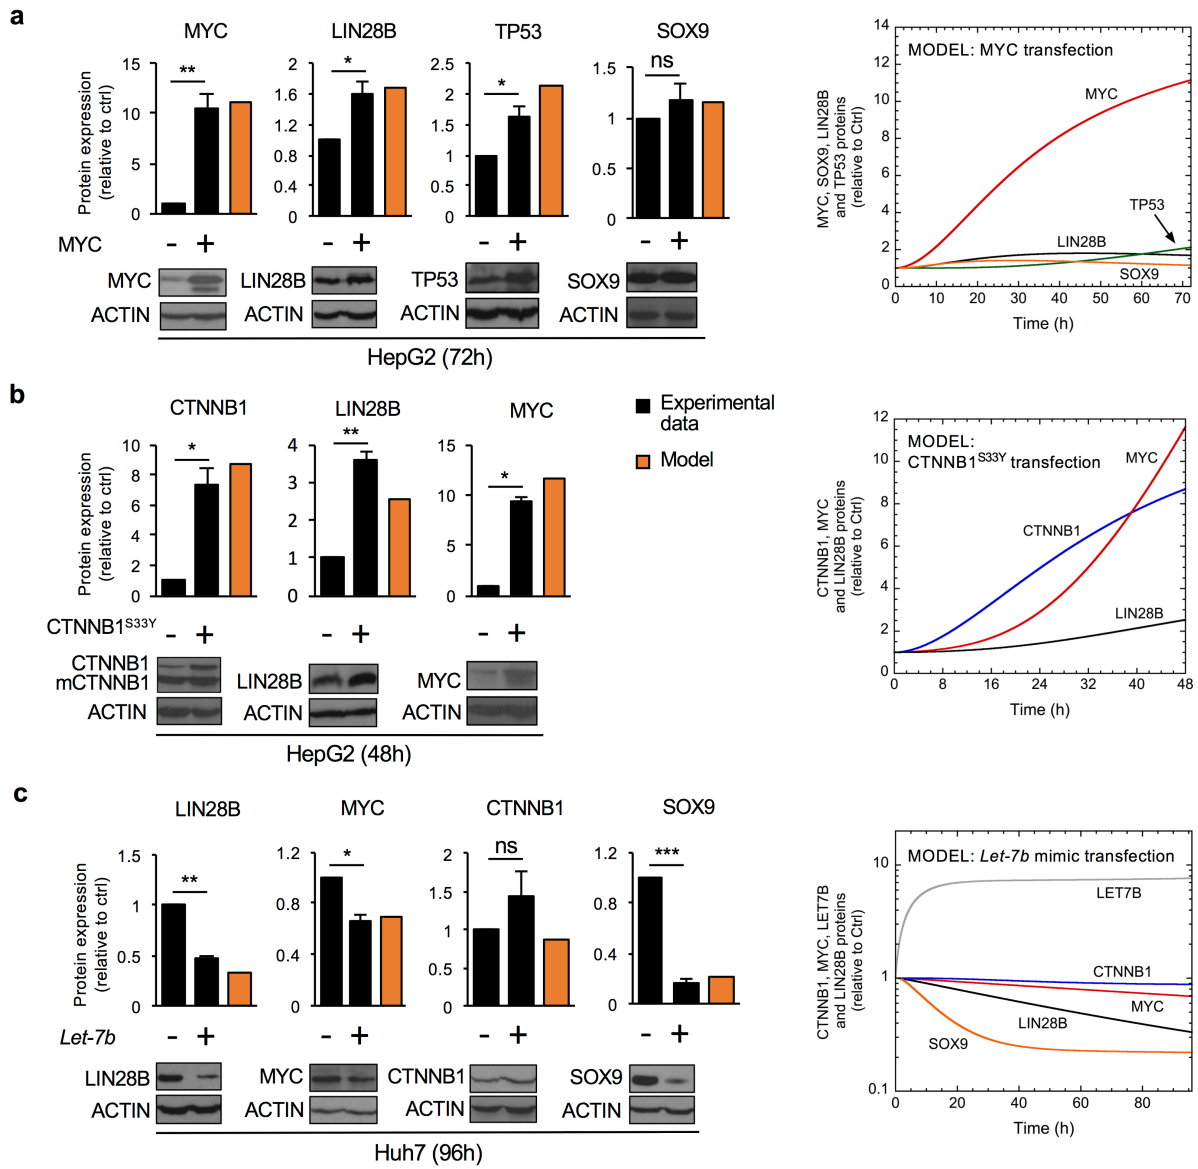 a
MYC
LIN28B
TP53
SOX9
Protein expression
(relative to ctrl)
15
10
5
0
**
2
1.6
1.2
0.8
0.4
0
*
2.5
2
1.5
1
0.5
0
*
1.5
1
0.5
0
ns
MYC - + - + - + - +
MYC
LIN28B
TP53
SOX9
ACTIN
ACTIN
ACTIN
ACTIN
HepG2 (72h)
MODEL: MYC transfection
MYC, SOX9, LIN28B
and TP53 proteins
(relative to Ctrl)
14
12
10
8
6
4
2
0
MYC
TP53
LIN28B
SOX9
0 10 20 30 40 50 60 70
Time (h)
b
CTNNB1
LIN28B
MYC
Protein expression
(relative to ctrl)
10
8
6
4
2
0
*
4
3
2
1
0
**
15
10
5
0
*
Experimental
data
Model
CTNNB1S33Y - + - + - +
CTNNB1
mCTNNB1
LIN28B
MYC
ACTIN
ACTIN
ACTIN
HepG2 (48h)
MODEL:
CTNNB1S33Y transfection
CTNNB1, MYC
and LIN28B proteins
(relative to Ctrl)
12
10
8
6
4
2
0
MYC
CTNNB1
LIN28B
0 8 16 24 32 40 48
Time (h)
c
LIN28B
MYC
CTNNB1
SOX9
Protein expression
(relative to ctrl)
1.5
1
0.5
0
**
1.2
0.8
0.4
0
*
2
1.5
1
0.5
0
ns
1.2
0.8
0.4
0
***
Let-7b - + - + - + - +
LIN28B
MYC
CTNNB1
SOX9
ACTIN
ACTIN
ACTIN
ACTIN
Huh7 (96h)
MODEL: Let-7b mimic transfection
CTNNB1, MYC, LET7B
and LIN28B proteins
(relative to Ctrl)
10
1
0.1
LET7B
CTNNB1
MYC
LIN28B
SOX9
0 20 40 60 80
Time (h)